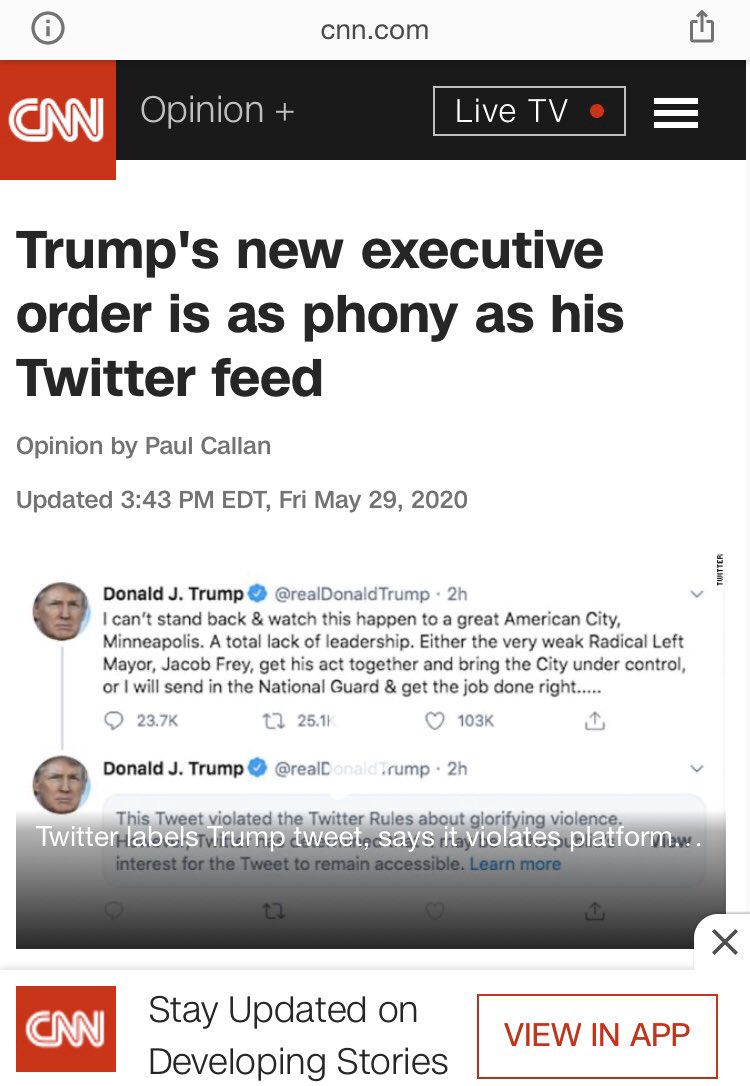 cnn.com
CNN
Opinion +
Live TV
Trump's new executive
order is as phony as his
Twitter feed
Opinion by Paul Callan
Updated 3:43 PM EDT, Fri May 29, 2020
TWITTER
Donald J. Trump @realDonaldTrump · 2h
I can't stand back & watch this happen to a great American City,
Minneapolis. A total lack of leadership. Either the very weak Radical Left
Mayor, Jacob Frey, get his act together and bring the City under control,
or I will send in the National Guard & get the job done right.....
23.7K 25.1K 103K
Donald J. Trump @realDonaldTrump · 2h
This Tweet violated the Twitter Rules about glorifying violence.
Twitter labels Trump tweet, says it violates platform...
View
interest for the Tweet to remain accessible. Learn more
CNN
Stay Updated on
Developing Stories
VIEW IN APP